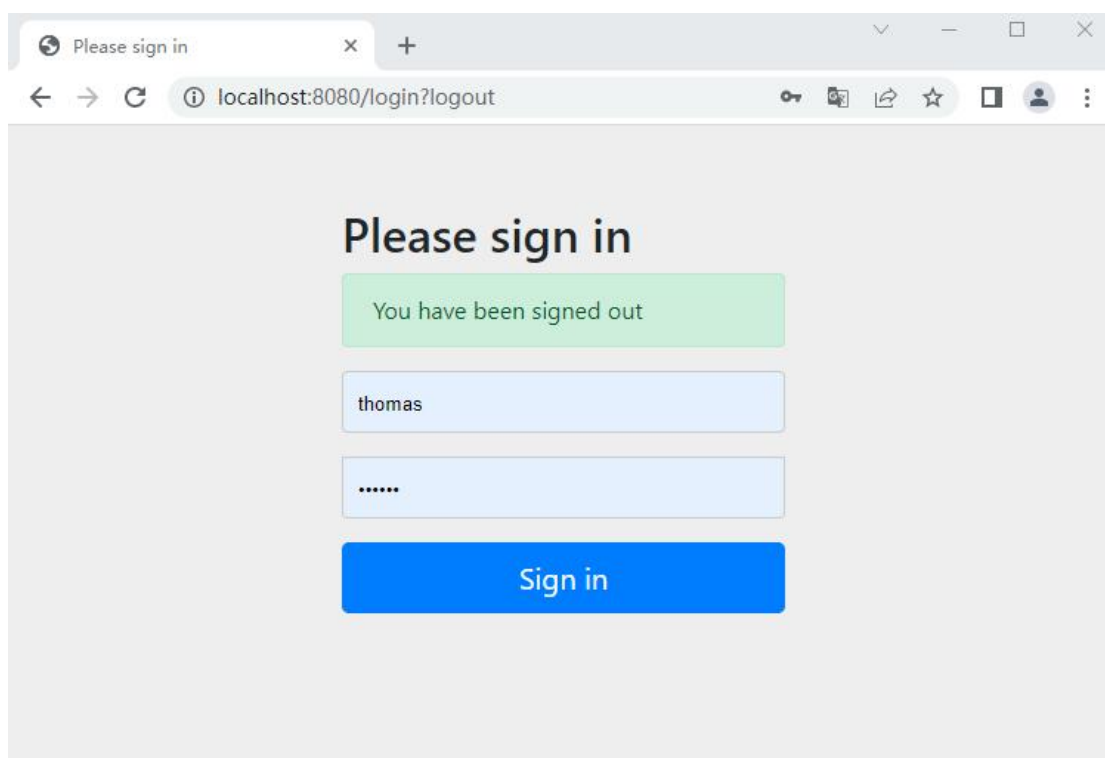 Please sign in
localhost:8080/login?logout
Please sign in
You have been signed out
thomas
••••••
Sign in